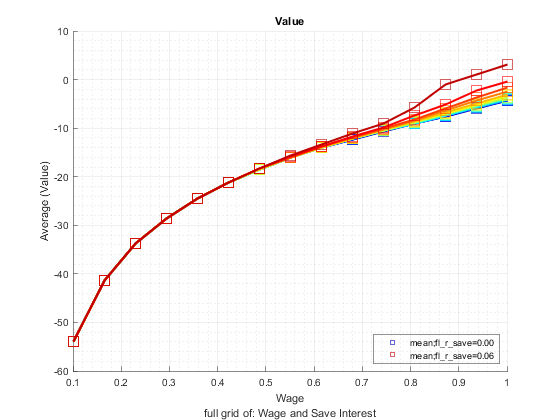 Value
10
0
-10
-20
-30
-40
-50
-60
Average (Value)
0.1 0.2 0.3 0.4 0.5 0.6 0.7 0.8 0.9 1
mean;fl_r_save=0.00
mean;fl_r_save=0.06
Wage
full grid of: Wage and Save Interest